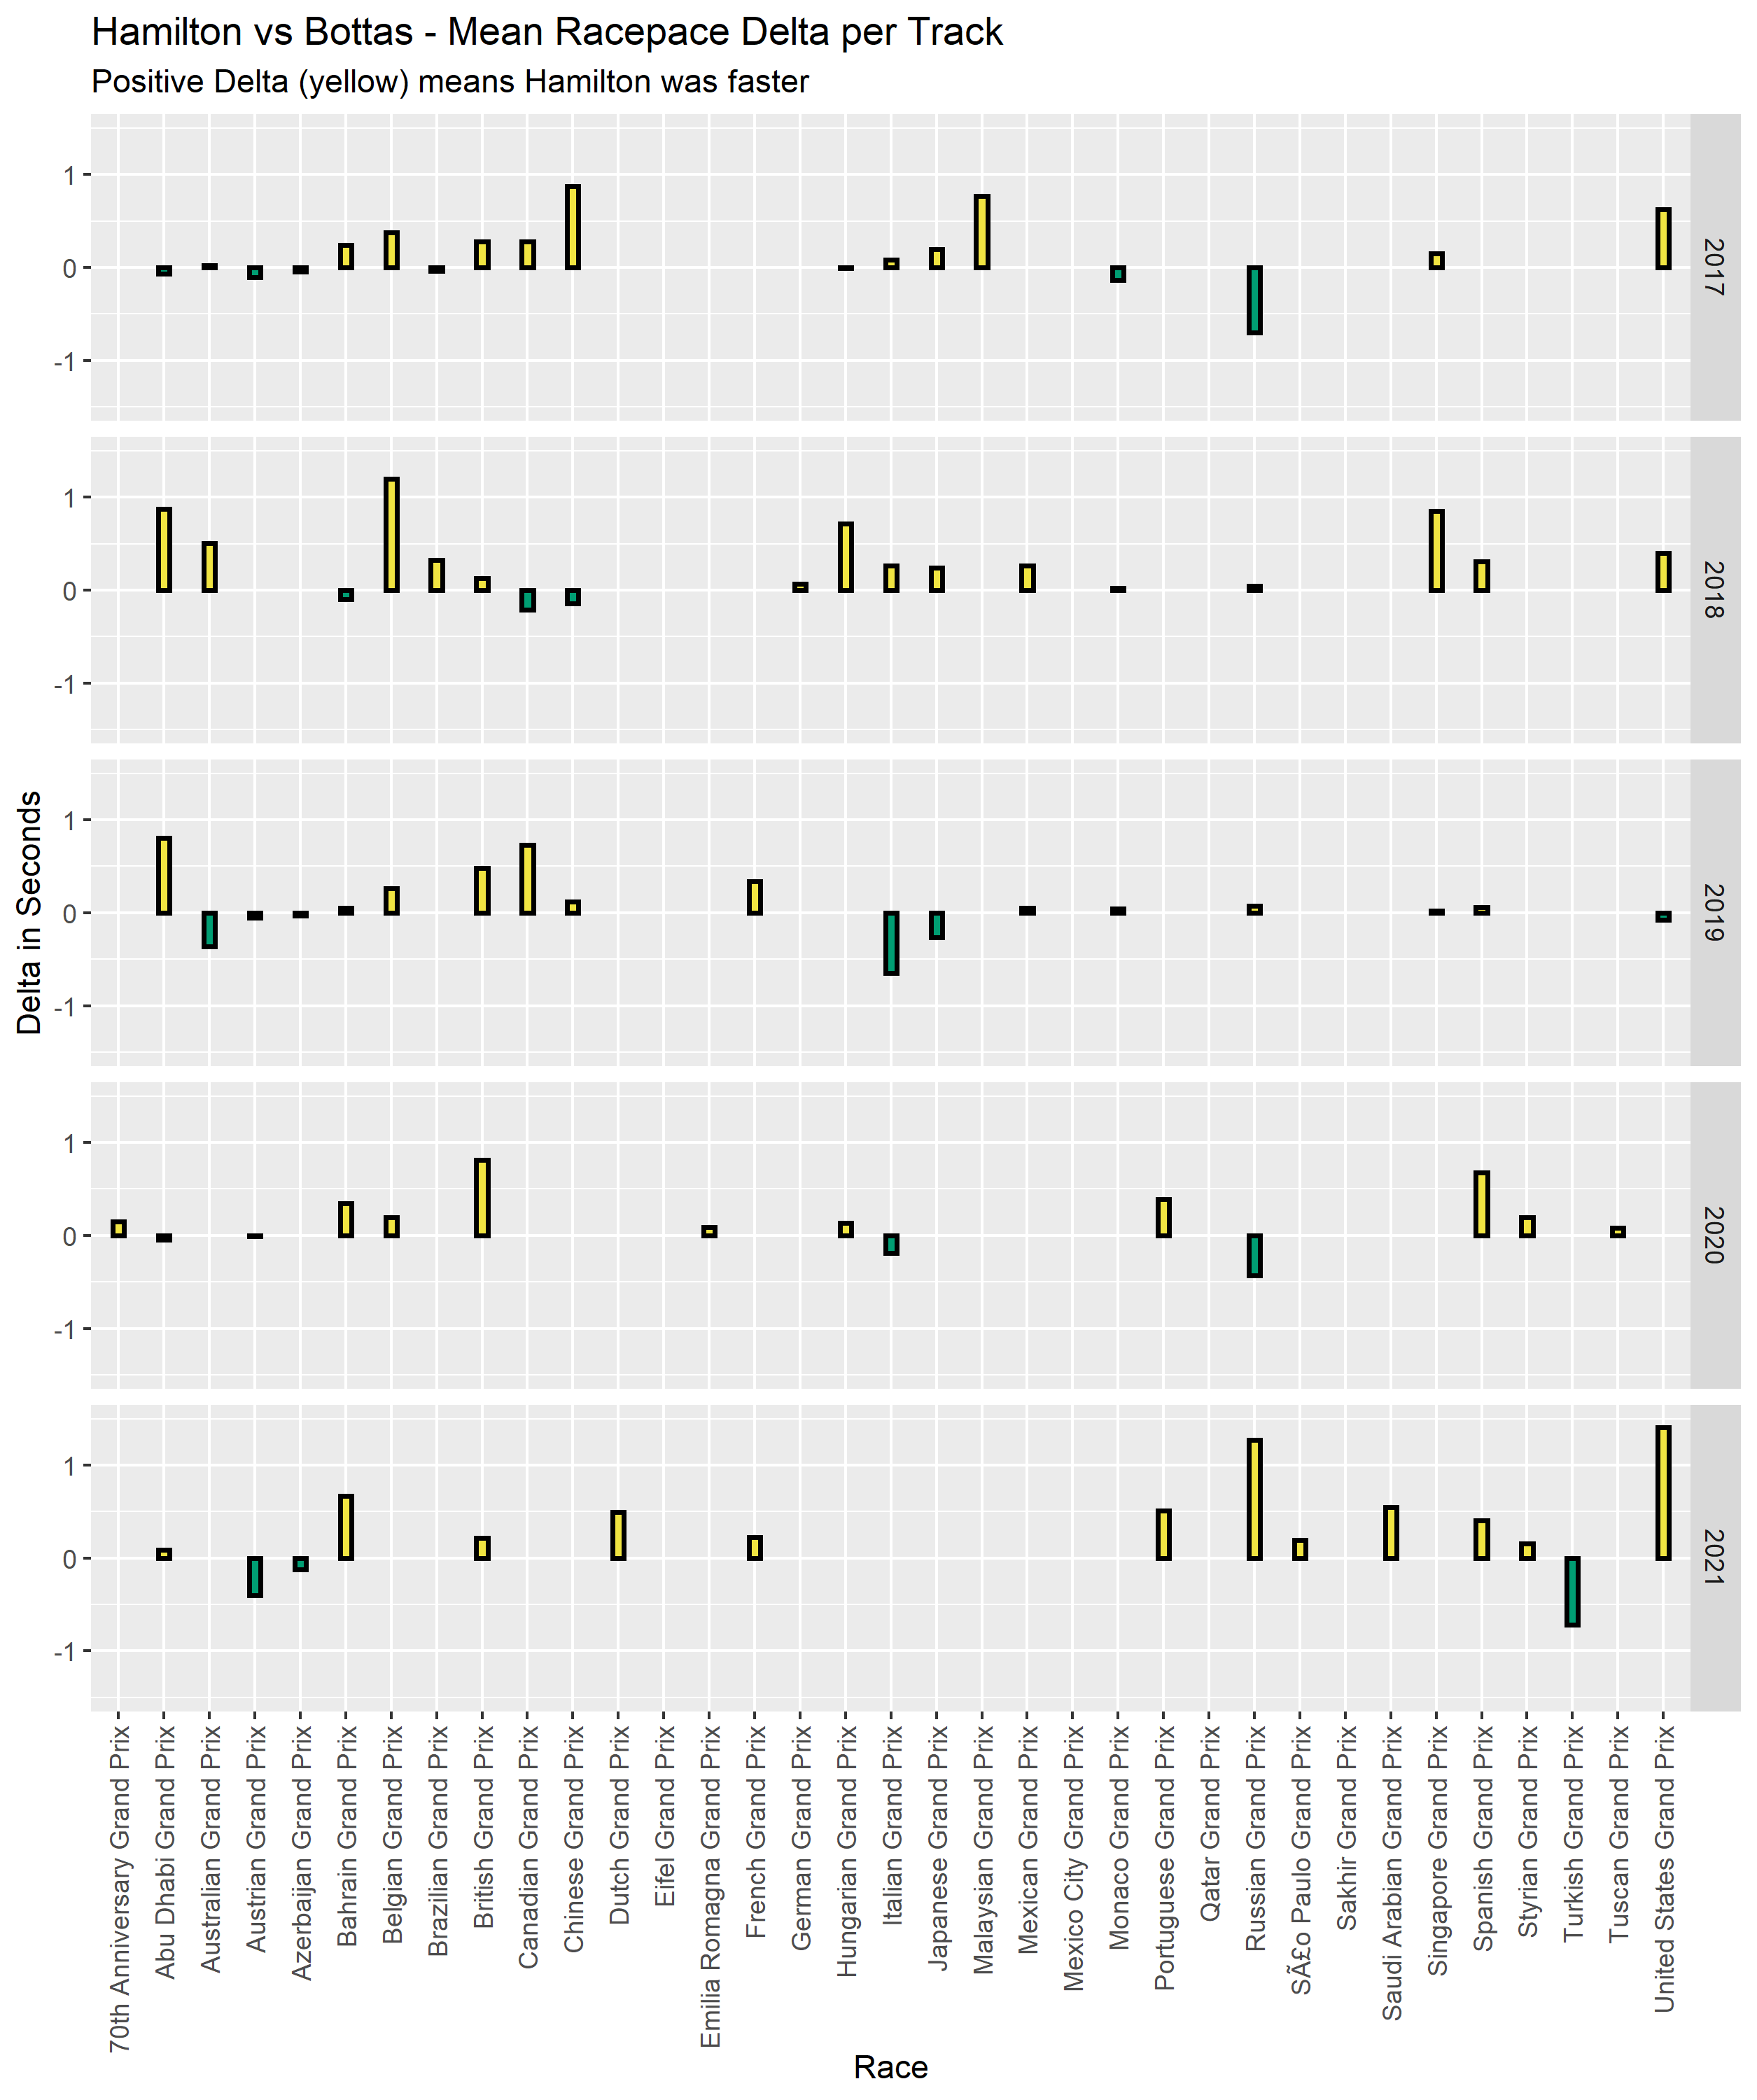 Hamilton vs Bottas - Mean Racepace Delta per Track
Positive Delta (yellow) means Hamilton was faster
Delta in Seconds
1
0
-1
2017
1
0
-1
2018
1
0
-1
2019
1
0
-1
2020
1
0
-1
2021
70th Anniversary Grand Prix
Abu Dhabi Grand Prix
Australian Grand Prix
Austrian Grand Prix
Azerbaijan Grand Prix
Bahrain Grand Prix
Belgian Grand Prix
Brazilian Grand Prix
British Grand Prix
Canadian Grand Prix
Chinese Grand Prix
Dutch Grand Prix
Eifel Grand Prix
Emilia Romagna Grand Prix
French Grand Prix
German Grand Prix
Hungarian Grand Prix
Italian Grand Prix
Japanese Grand Prix
Malaysian Grand Prix
Mexican Grand Prix
Mexico City Grand Prix
Monaco Grand Prix
Portuguese Grand Prix
Qatar Grand Prix
Russian Grand Prix
SÃ£o Paulo Grand Prix
Sakhir Grand Prix
Saudi Arabian Grand Prix
Singapore Grand Prix
Spanish Grand Prix
Styrian Grand Prix
Turkish Grand Prix
Tuscan Grand Prix
United States Grand Prix
Race